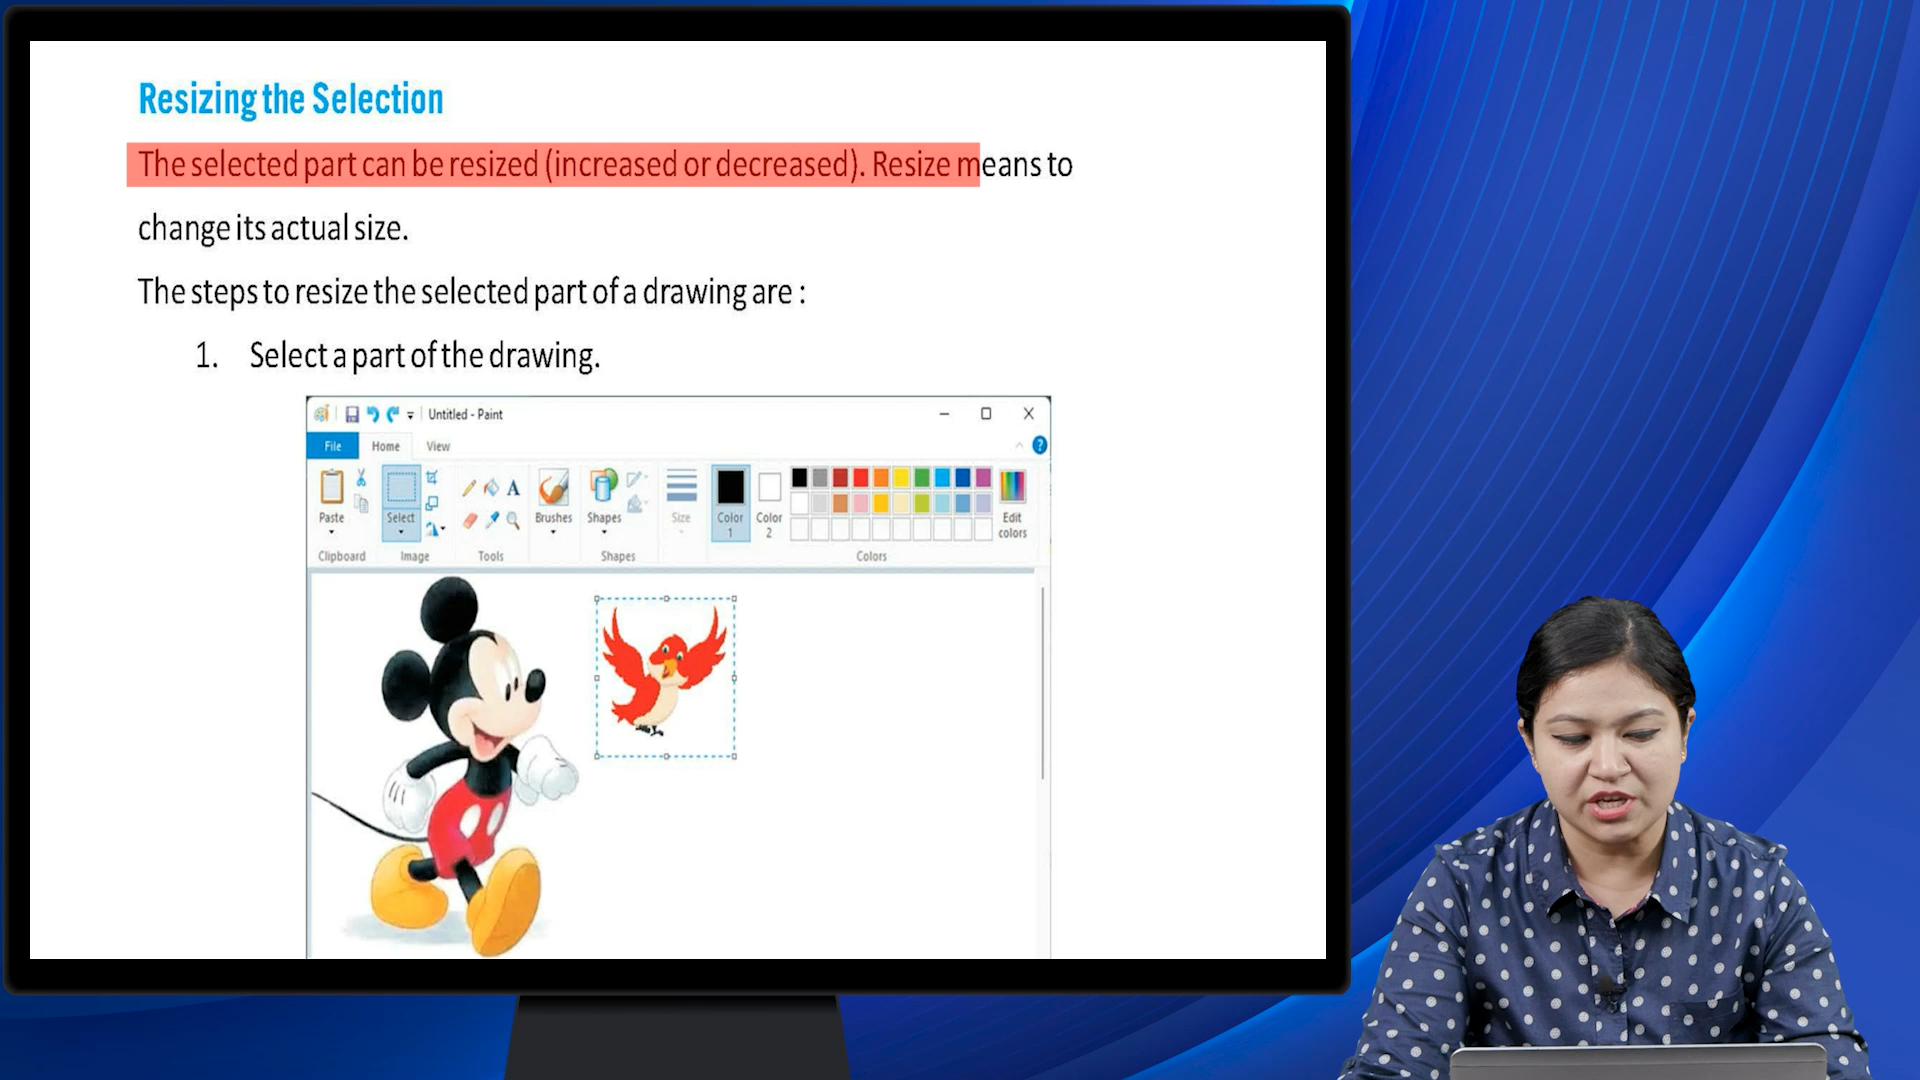 Resizing the Selection
The selected part can be resized (increased or decreased). Resize means to
change its actual size.
The steps to resize the selected part of a drawing are :
1. Select a part of the drawing.
Untitled - Paint
File Home View ?
Paste Select A Brushes Shapes Size Color 1 Color 2 Edit colors
Clipboard Image Tools Shapes Colors